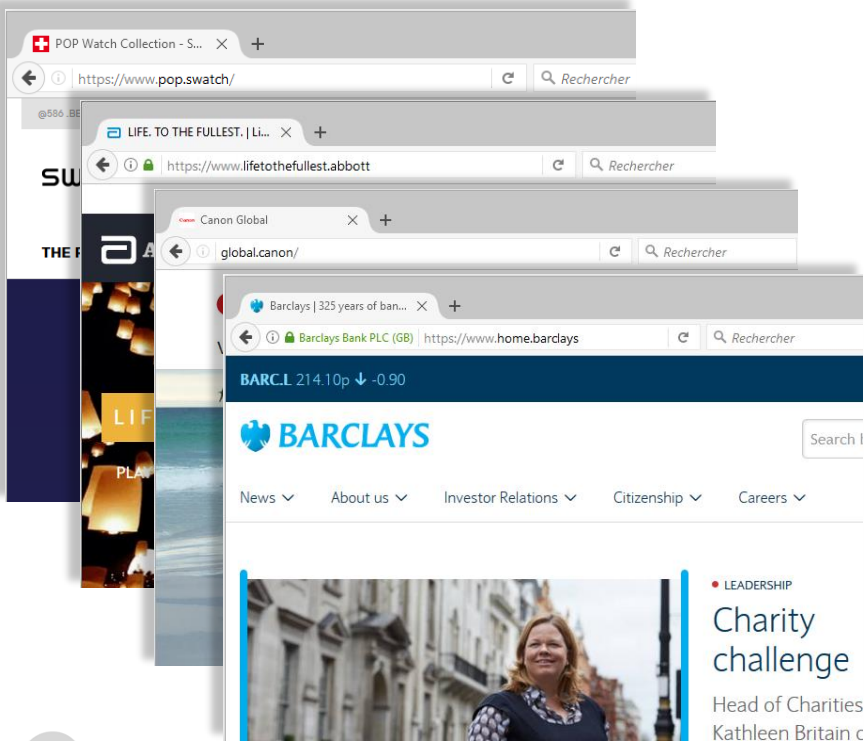 POP Watch Collection - S...
https://www.pop.swatch/
Rechercher
@586 .BE
LIFE. TO THE FULLEST. | Li...
https://www.lifetothefullest.abbott
Rechercher
Canon Global
global.canon/
Rechercher
THE
Barclays | 325 years of ban...
Barclays Bank PLC (GB) https://www.home.barclays
Rechercher
BARC.L 214.10p -0.90
BARCLAYS
Search
News
About us
Investor Relations
Citizenship
Careers
LEADERSHIP
Charity
challenge
Head of Charities
Kathleen Britain